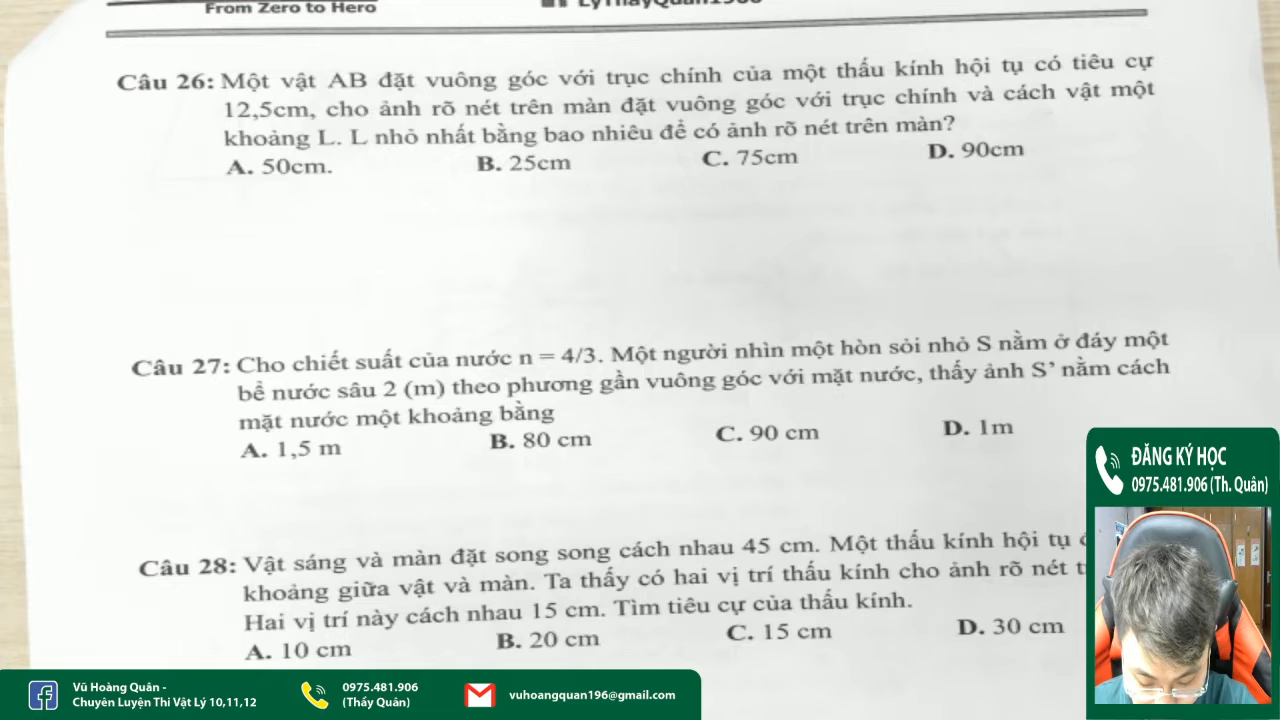 From Zero to Hero
LýThầyQuân1988
Câu 26: Một vật AB đặt vuông góc với trục chính của một thấu kính hội tụ có tiêu cự
12,5cm, cho ảnh rõ nét trên màn đặt vuông góc với trục chính và cách vật một
khoảng L. L nhỏ nhất bằng bao nhiêu để có ảnh rõ nét trên màn?
A. 50cm. B. 25cm C. 75cm D. 90cm
Câu 27: Cho chiết suất của nước n = 4/3. Một người nhìn một hòn sỏi nhỏ S nằm ở đáy một
bể nước sâu 2 (m) theo phương gần vuông góc với mặt nước, thấy ảnh S’ nằm cách
mặt nước một khoảng bằng
A. 1,5 m B. 80 cm C. 90 cm D. 1m
Câu 28: Vật sáng và màn đặt song song cách nhau 45 cm. Một thấu kính hội tụ
khoảng giữa vật và màn. Ta thấy có hai vị trí thấu kính cho ảnh rõ nét
Hai vị trí này cách nhau 15 cm. Tìm tiêu cự của thấu kính.
A. 10 cm B. 20 cm C. 15 cm D. 30 cm
ĐĂNG KÝ HỌC
0975.481.906 (Th. Quân)
Vũ Hoàng Quân -
Chuyên Luyện Thi Vật Lý 10,11,12
0975.481.906
(Thầy Quân)
vuhoangquan196@gmail.com